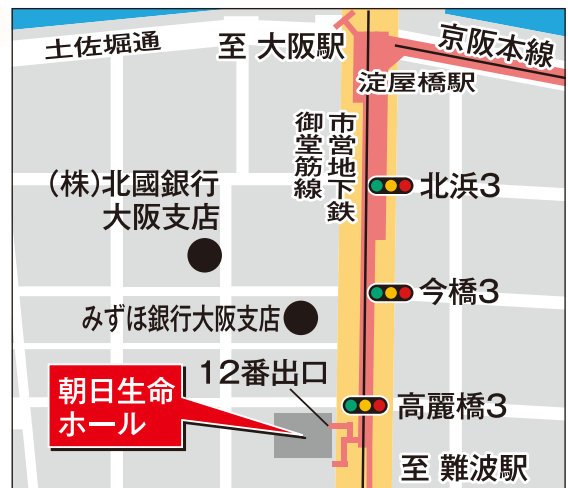 土佐堀通
至 大阪駅
京阪本線
淀屋橋駅
市営地下鉄
御堂筋線
(株)北國銀行
大阪支店
北浜3
今橋3
みずほ銀行大阪支店
12番出口
朝日生命
ホール
高麗橋3
至 難波駅